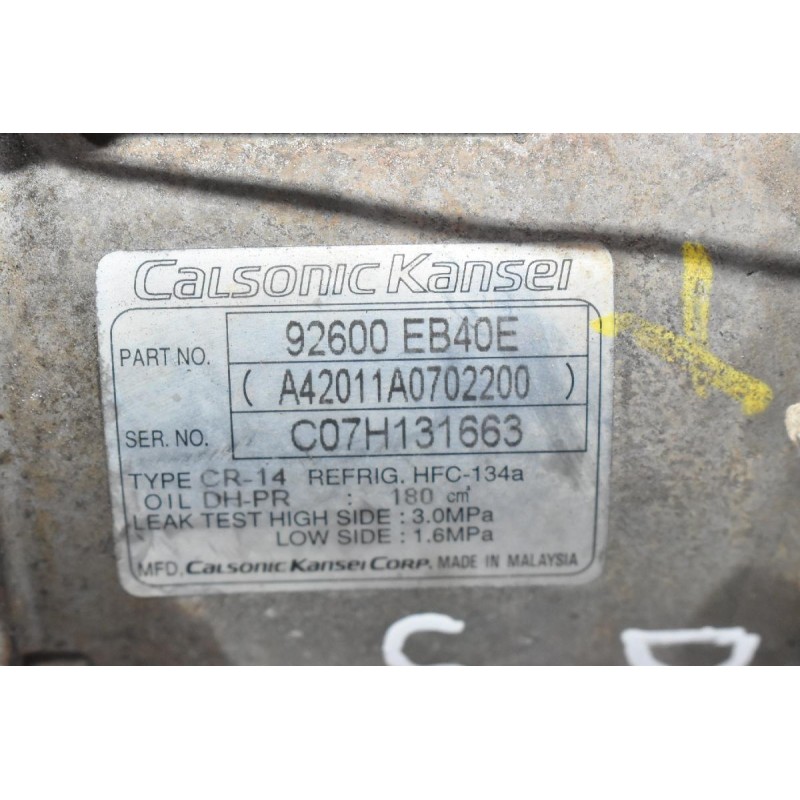 Calsonic Kansei
PART NO. 92600 EB40E
( A42011A0702200 )
SER. NO. C07H131663
TYPE CR-14 REFRIG. HFC-134a
OIL DH-PR : 180 cm³
LEAK TEST HIGH SIDE : 3.0MPa
LOW SIDE : 1.6MPa
MFD. Calsonic Kansei Corp. MADE IN MALAYSIA